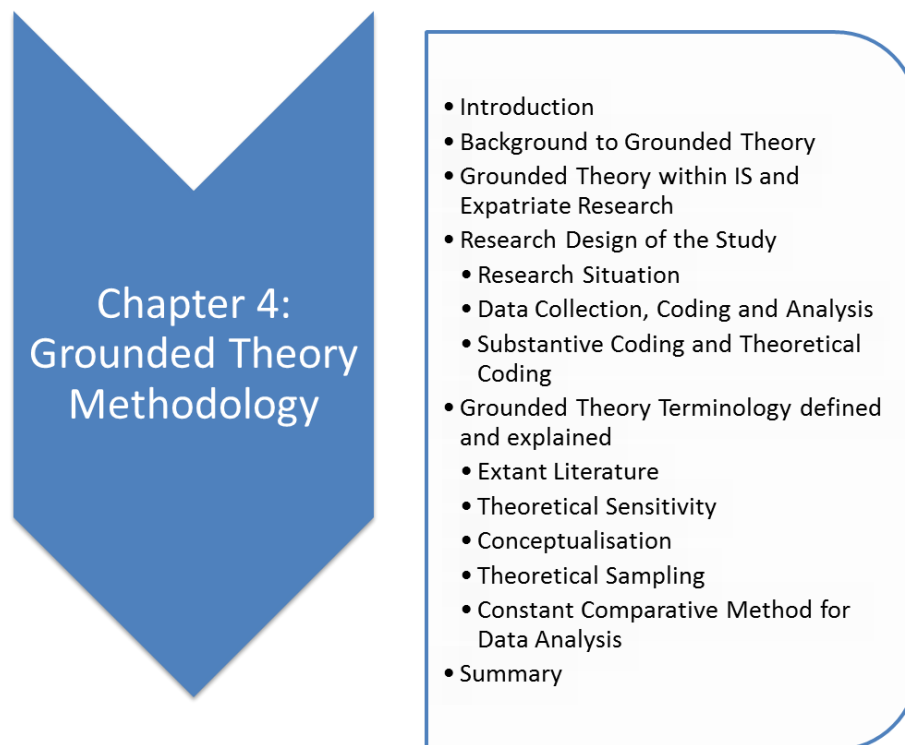 Chapter 4:
Grounded Theory
Methodology
• Introduction
• Background to Grounded Theory
• Grounded Theory within IS and
Expatriate Research
• Research Design of the Study
• Research Situation
• Data Collection, Coding and Analysis
• Substantive Coding and Theoretical
Coding
• Grounded Theory Terminology defined
and explained
• Extant Literature
• Theoretical Sensitivity
• Conceptualisation
• Theoretical Sampling
• Constant Comparative Method for
Data Analysis
• Summary